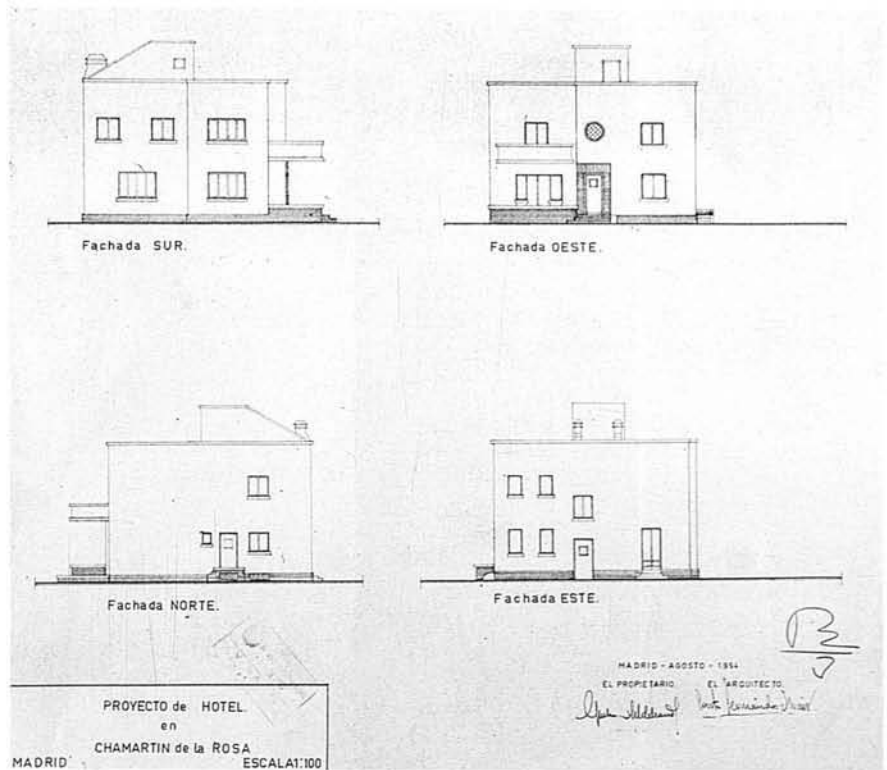 Fachada SUR.
Fachada OESTE.
Fachada NORTE.
Fachada ESTE.
MADRID - AGOSTO - 1954
EL PROPIETARIO. EL ARQUITECTO.
PROYECTO de HOTEL
en
CHAMARTIN de la ROSA
MADRID ESCALA 1:100